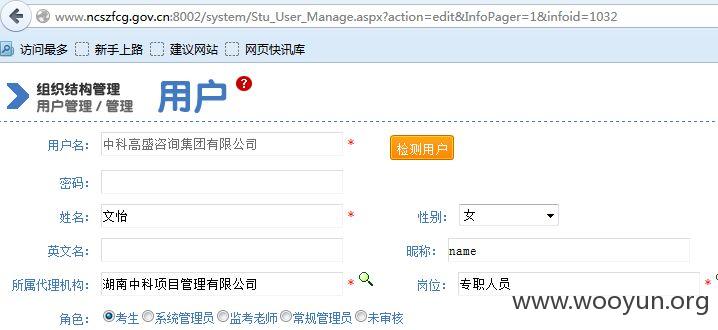 www.ncszfcg.gov.cn:8002/system/Stu_User_Manage.aspx?action=edit&InfoPager=1&infoid=1032
访问最多 新手上路 建议网站 网页快讯库
组织结构管理
用户管理 / 管理
用户 ?
用户名: 中科高盛咨询集团有限公司 * 检测用户
密码:
姓名: 文怡 * 性别: 女
英文名: 昵称: name
所属代理机构: 湖南中科项目管理有限公司 * 岗位: 专职人员 *
角色: 考生 系统管理员 监考老师 常规管理员 未审核
www.wooyun.org